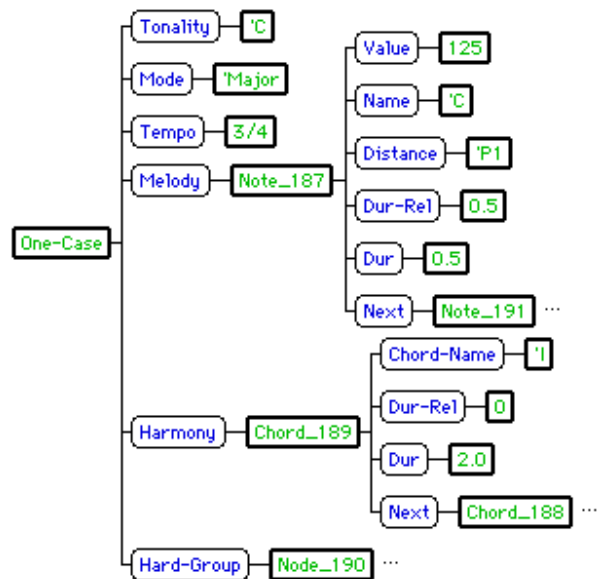 Tonality 'C
Value 125
Mode 'Major
Name 'C
Tempo 3/4
Distance 'P1
Melody Note_187
Dur-Rel 0.5
One-Case
Dur 0.5
Next Note_191 ...
Chord-Name 'I
Dur-Rel 0
Harmony Chord_189
Dur 2.0
Next Chord_188 ...
Hard-Group Node_190 ...